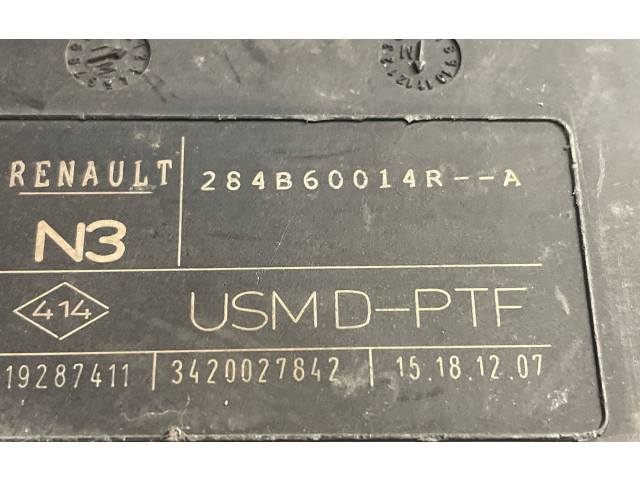 RENAULT 284B60014R--A
N3
414 USM D-PTF
19287411 3420027842 15.18.12.07